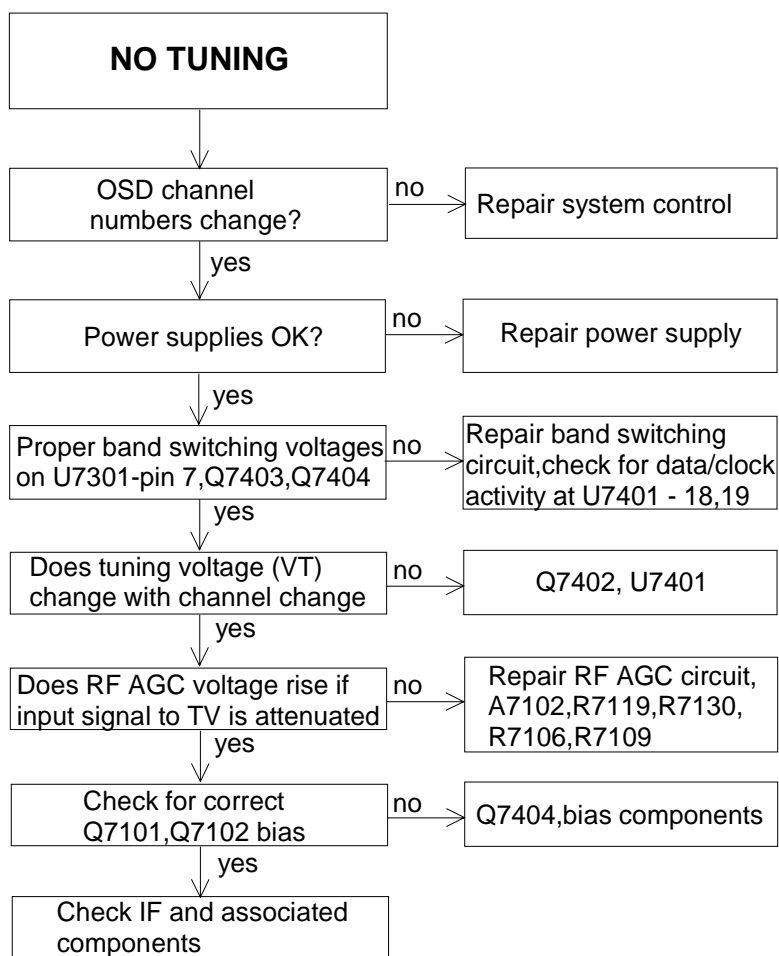 NO TUNING
OSD channel
numbers change?
no
Repair system control
yes
Power supplies OK?
no
Repair power supply
yes
Proper band switching voltages
on U7301-pin 7,Q7403,Q7404
no
Repair band switching
circuit,check for data/clock
activity at U7401 - 18,19
yes
Does tuning voltage (VT)
change with channel change
no
Q7402, U7401
yes
Does RF AGC voltage rise if
input signal to TV is attenuated
no
Repair RF AGC circuit,
A7102,R7119,R7130,
R7106,R7109
yes
Check for correct
Q7101,Q7102 bias
no
Q7404,bias components
yes
Check IF and associated
components